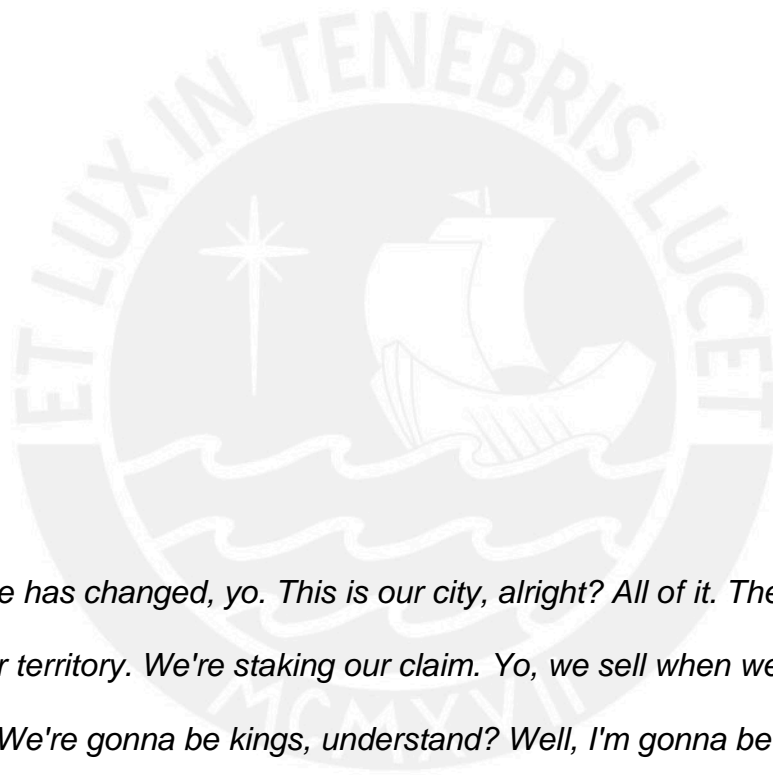 ET LUX IN TENEBRIS LUCET
e has changed, yo. This is our city, alright? All of it. The
r territory. We're staking our claim. Yo, we sell when we
We're gonna be kings, understand? Well, I'm gonna be
MCMXVII